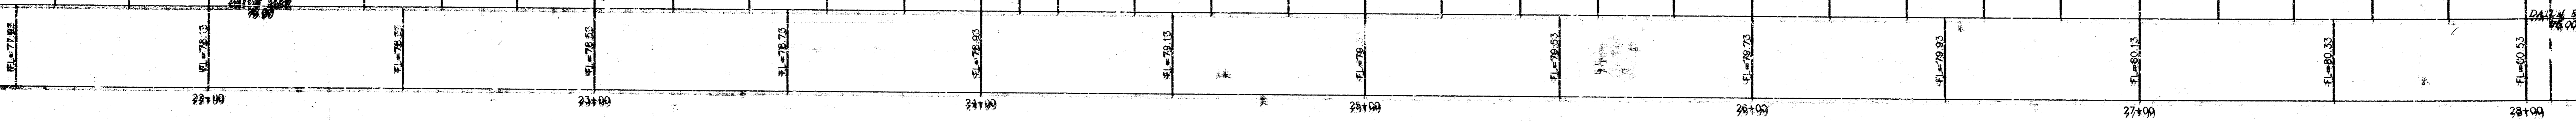 FL=77.93
FL=78.13
FL=78.33
FL=78.53
FL=78.73
FL=78.93
FL=79.13
FL=79.
FL=79.53
FL=79.73
FL=79.93
FL=80.13
FL=80.33
FL=80.53
22+00
23+00
24+00
25+00
26+00
27+00
28+00